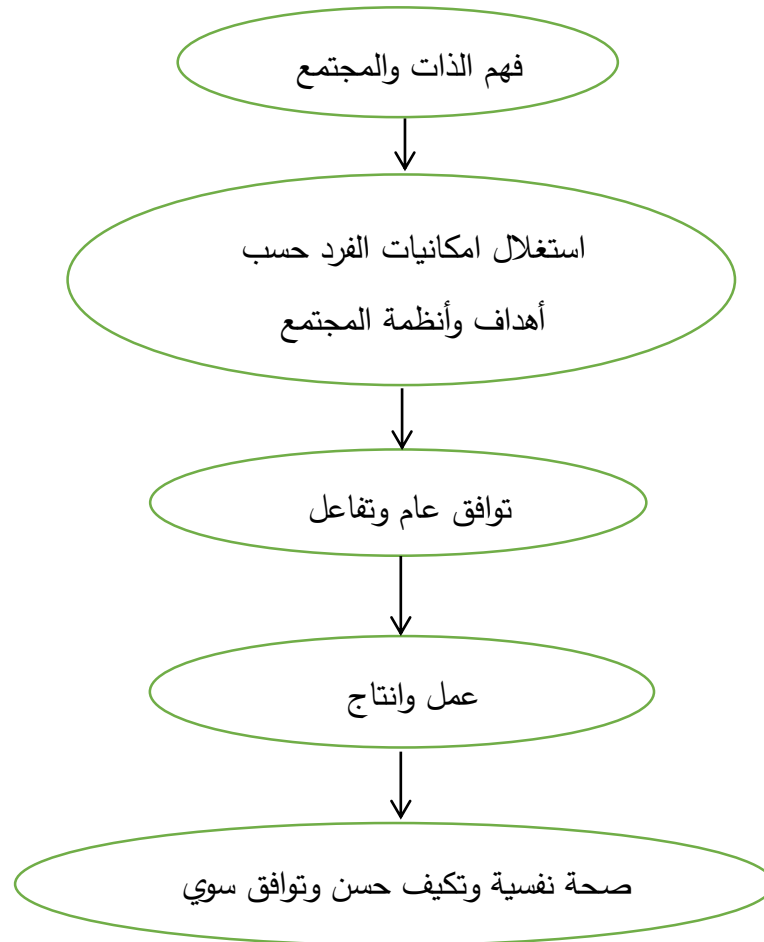 فهم الذات والمجتمع
استغلال امكانيات الفرد حسب
أهداف وأنظمة المجتمع
توافق عام وتفاعل
عمل وانتاج
صحة نفسية وتكيف حسن وتوافق سوي